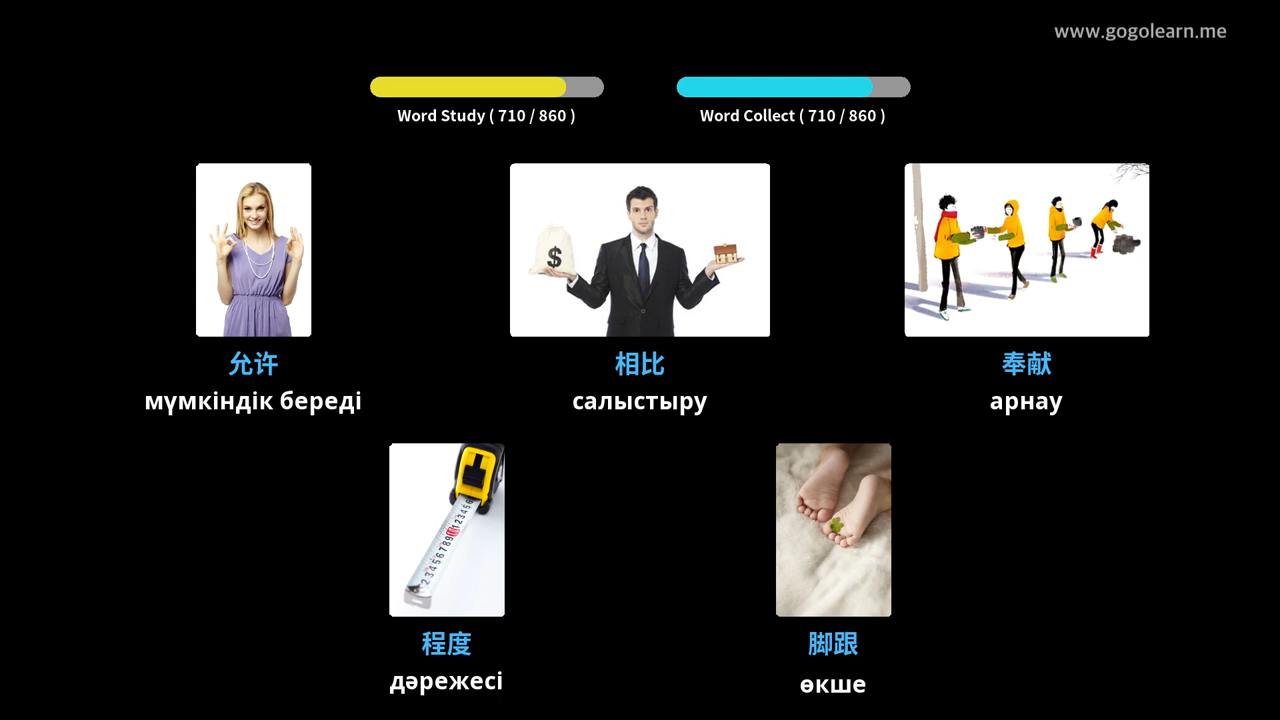 www.gogolearn.me
Word Study ( 710 / 860 )
Word Collect ( 710 / 860 )
允许
мүмкіндік береді
相比
салыстыру
奉献
арнау
程度
дәрежесі
脚跟
өкше